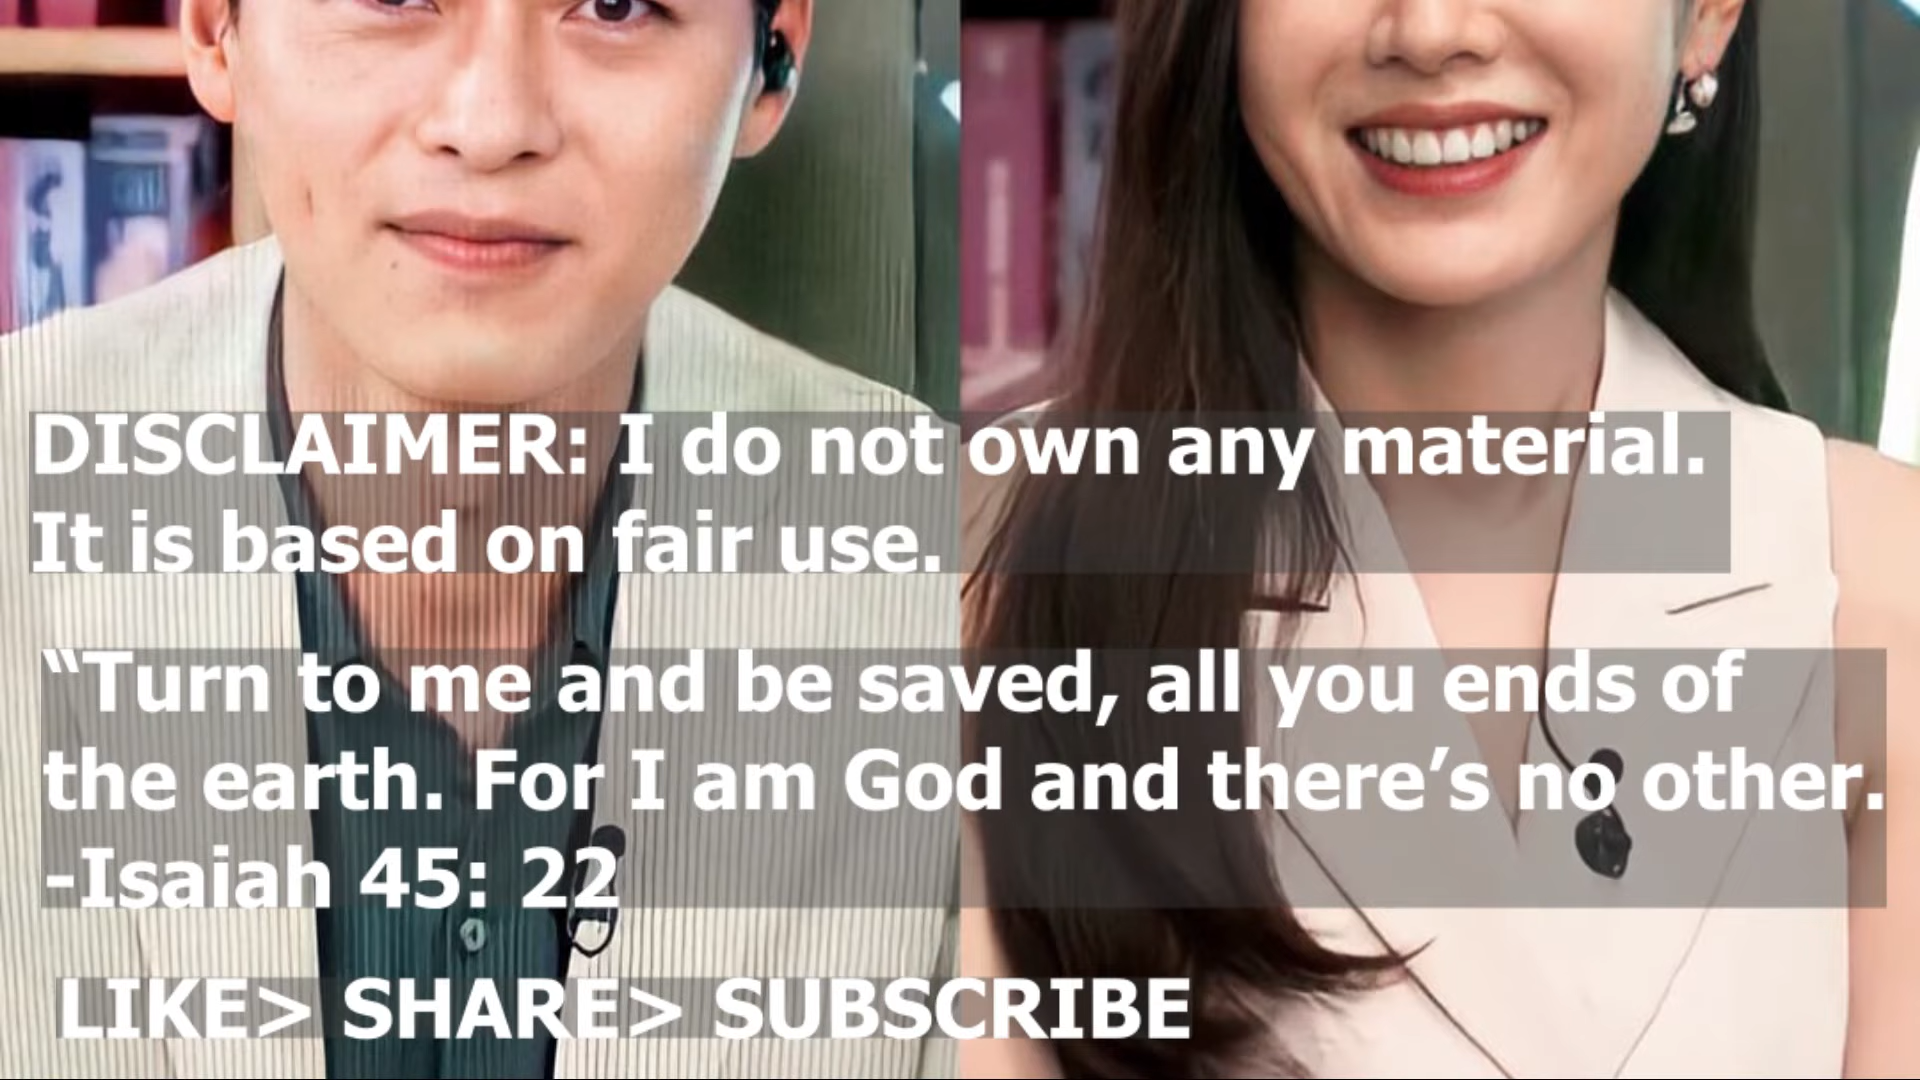 DISCLAIMER: I do not own any material.
It is based on fair use.
“Turn to me and be saved, all you ends of
the earth. For I am God and there’s no other.
-Isaiah 45: 22
LIKE> SHARE> SUBSCRIBE